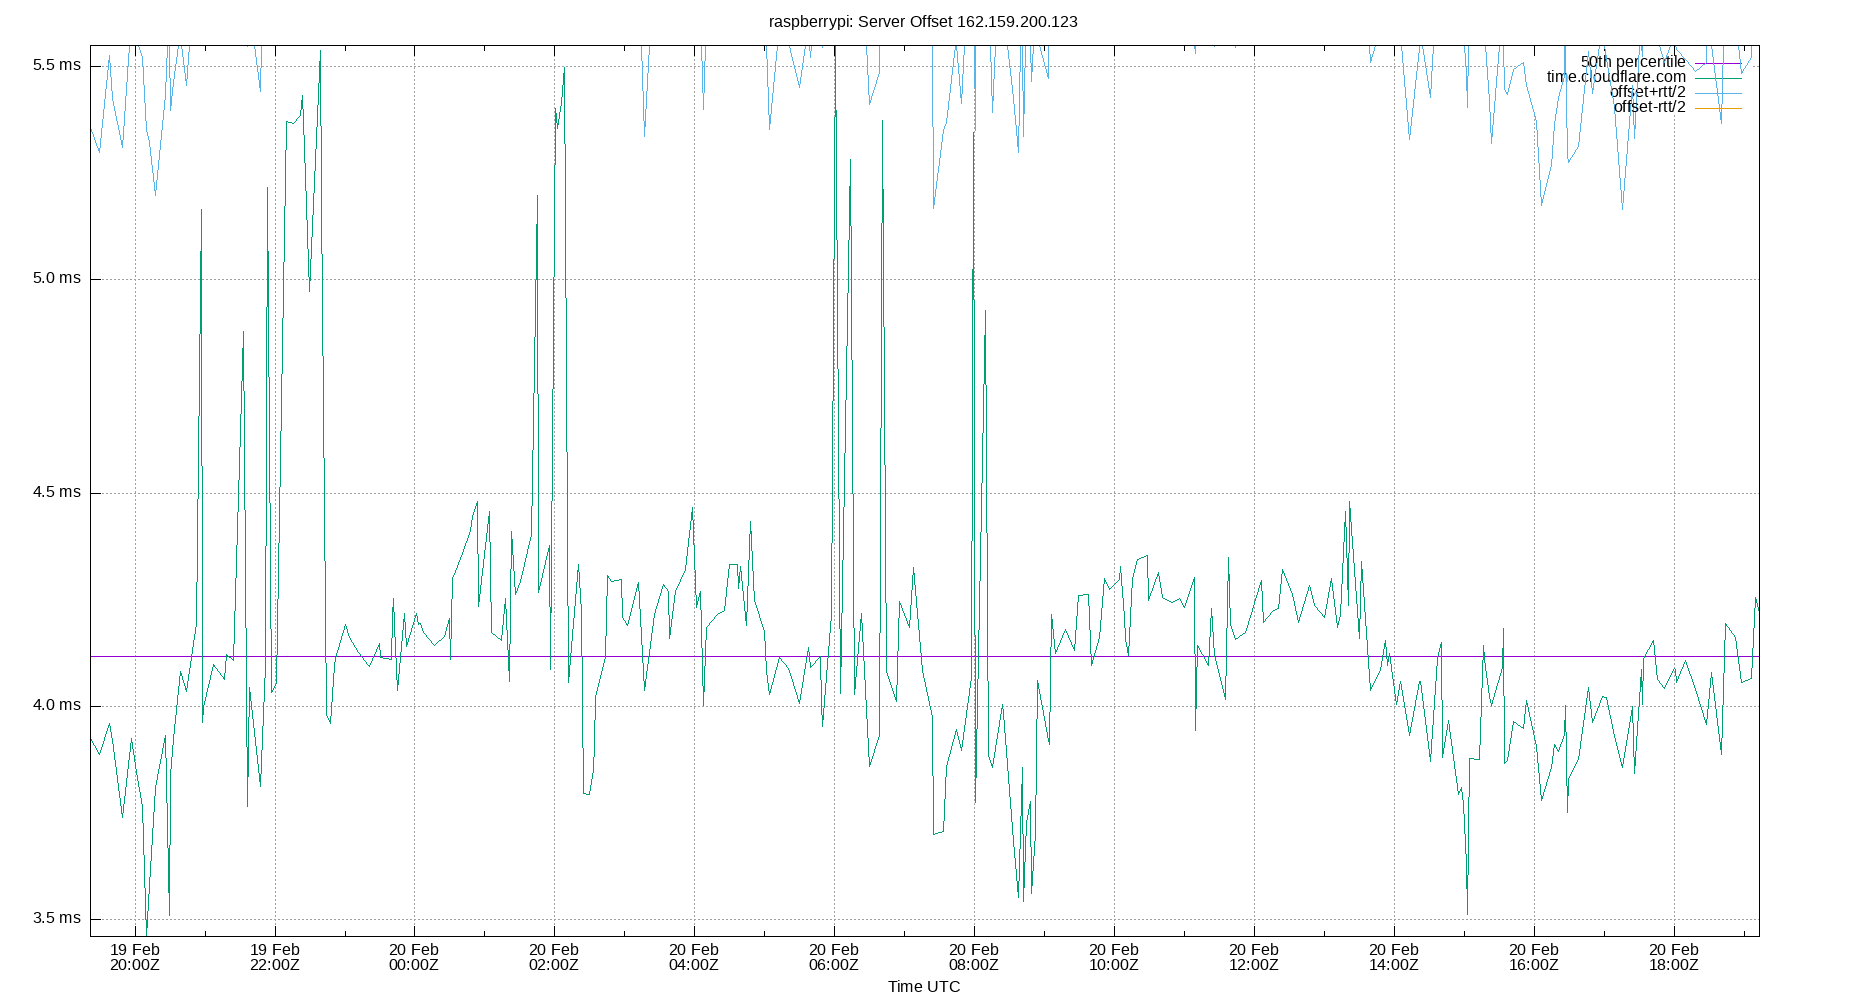 raspberrypi: Server Offset 162.159.200.123
5.5 ms
5.0 ms
4.5 ms
4.0 ms
3.5 ms
50th percentile
time.cloudflare.com
offset+rtt/2
offset-rtt/2
19 Feb
20:00Z
19 Feb
22:00Z
20 Feb
00:00Z
20 Feb
02:00Z
20 Feb
04:00Z
20 Feb
06:00Z
20 Feb
08:00Z
20 Feb
10:00Z
20 Feb
12:00Z
20 Feb
14:00Z
20 Feb
16:00Z
20 Feb
18:00Z
Time UTC